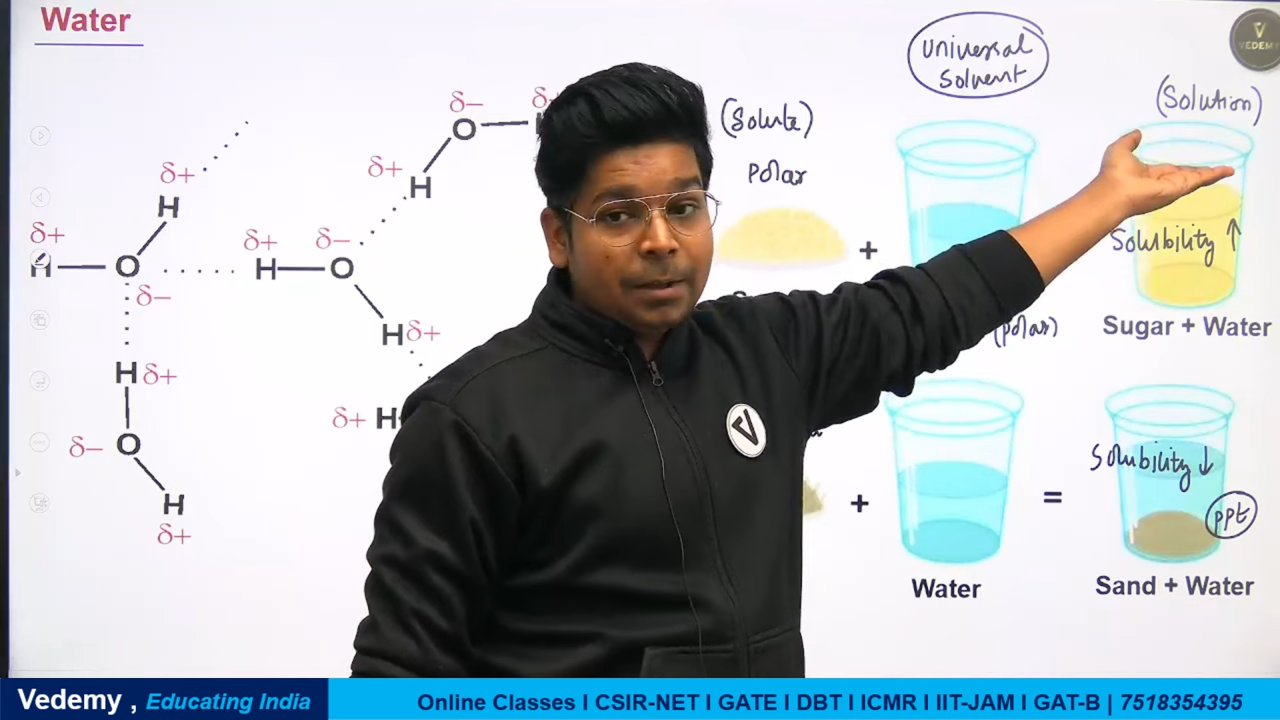 Water
universal
Solvent
VEDEMY
(Solution)
(Solute)
Polar
δ−
O
δ+
H
δ+
H
δ+
H
O
δ−
δ+
H
δ−
O
H
δ+
δ+
H
H
δ+
δ−
O
H
δ+
+
Solubility ↑
(polar)
Sugar + Water
+
=
Solubility ↓
ppt
Water
Sand + Water
Vedemy , Educating India
Online Classes I CSIR-NET I GATE I DBT I ICMR I IIT-JAM I GAT-B | 7518354395